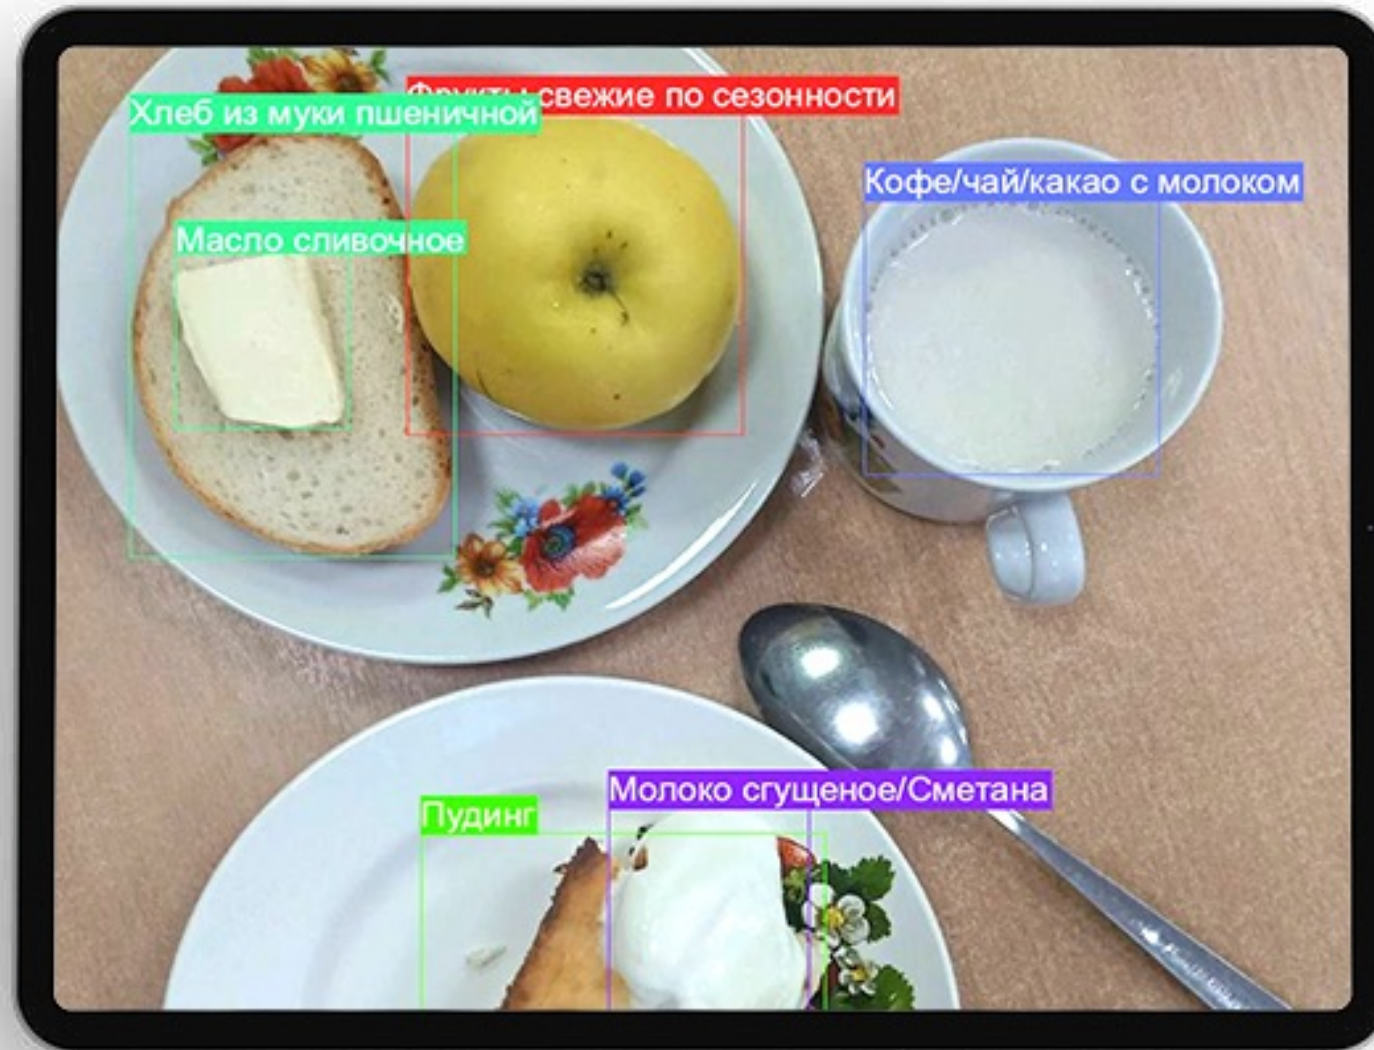 Фрукты свежие по сезонности
Хлеб из муки пшеничной
Кофе/чай/какао с молоком
Масло сливочное
Молоко сгущеное/Сметана
Пудинг